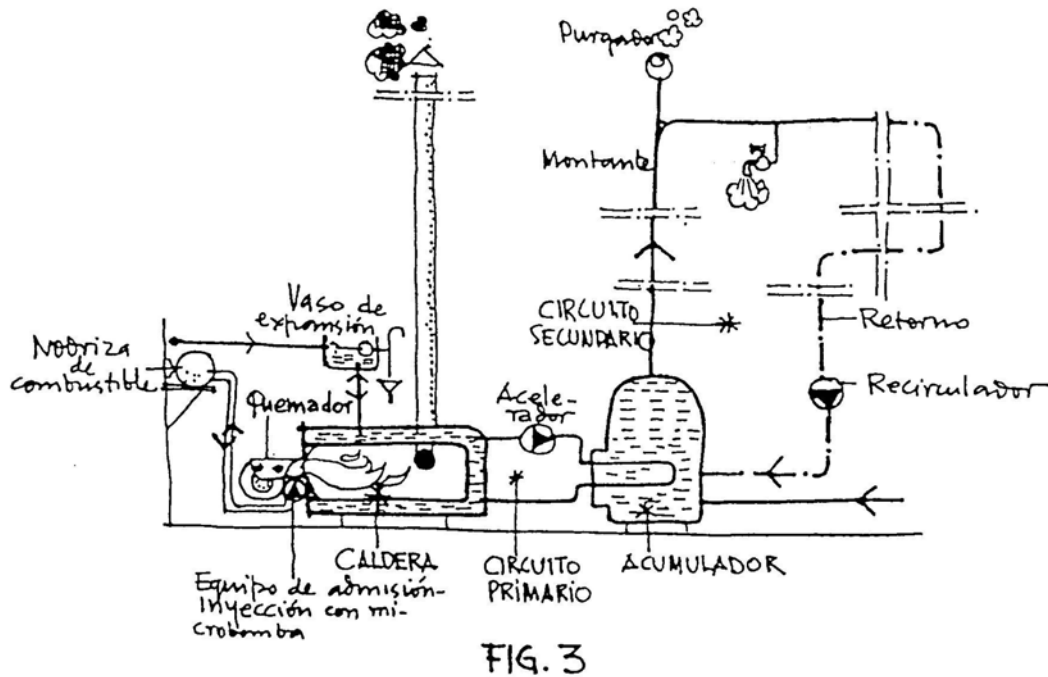 Purgador
Montante
Vaso de
expansión
CIRCUITO
SECUNDARIO
Retorno
Nodriza
de
combustible
Quemador
Acele-
rador
Recirculador
CALDERA
CIRCUITO
PRIMARIO
ACUMULADOR
Equipo de admisión-
Inyección con mi-
crobomba
FIG. 3